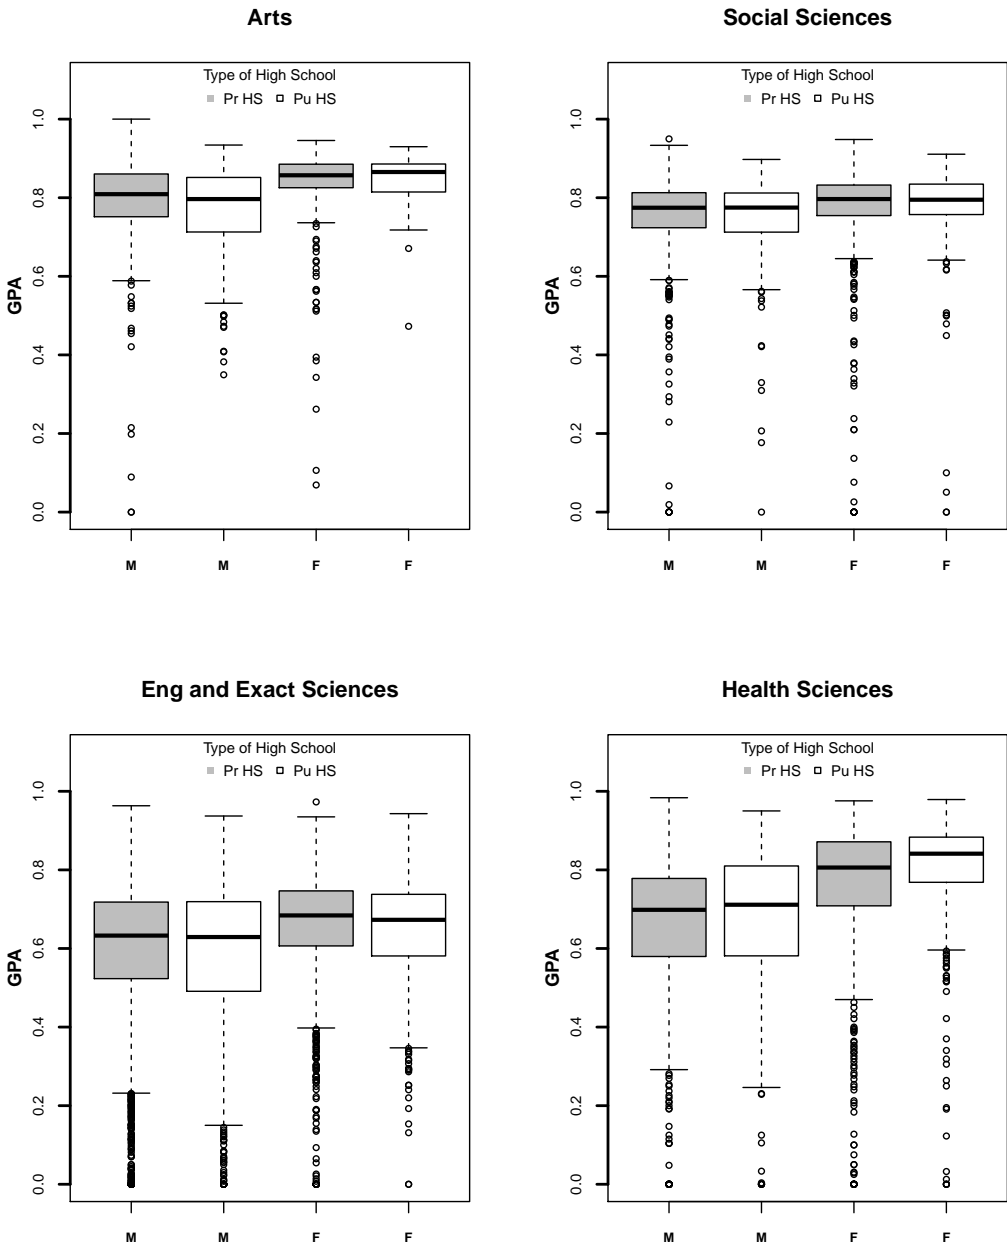 Arts
Type of High School
Pr HS Pu HS
GPA
1.0
0.8
0.6
0.4
0.2
0.0
M M F F
Social Sciences
Type of High School
Pr HS Pu HS
GPA
1.0
0.8
0.6
0.4
0.2
0.0
M M F F
Eng and Exact Sciences
Type of High School
Pr HS Pu HS
GPA
1.0
0.8
0.6
0.4
0.2
0.0
M M F F
Health Sciences
Type of High School
Pr HS Pu HS
GPA
1.0
0.8
0.6
0.4
0.2
0.0
M M F F